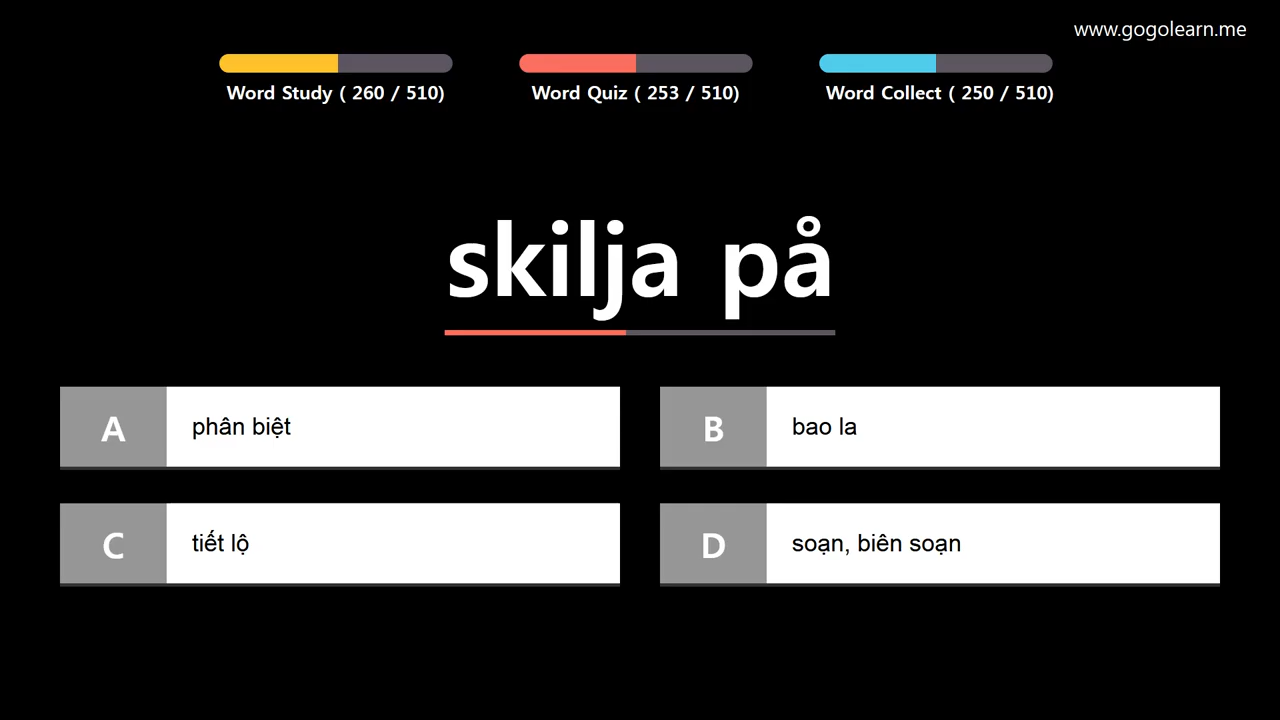 www.gogolearn.me
Word Study ( 260 / 510)
Word Quiz ( 253 / 510)
Word Collect ( 250 / 510)
skilja på
A
phân biệt
B
bao la
C
tiết lộ
D
soạn, biên soạn